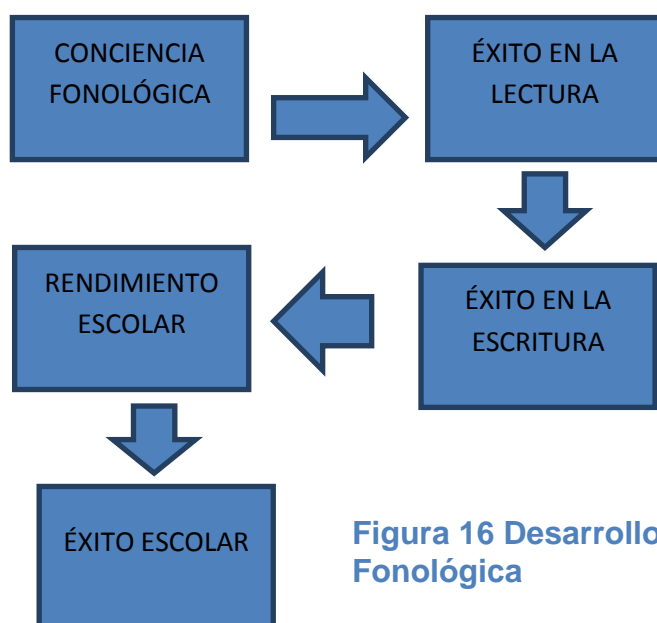 CONCIENCIA
FONOLÓGICA
ÉXITO EN LA
LECTURA
ÉXITO EN LA
ESCRITURA
RENDIMIENTO
ESCOLAR
ÉXITO ESCOLAR
Figura 16 Desarrollo
Fonológica